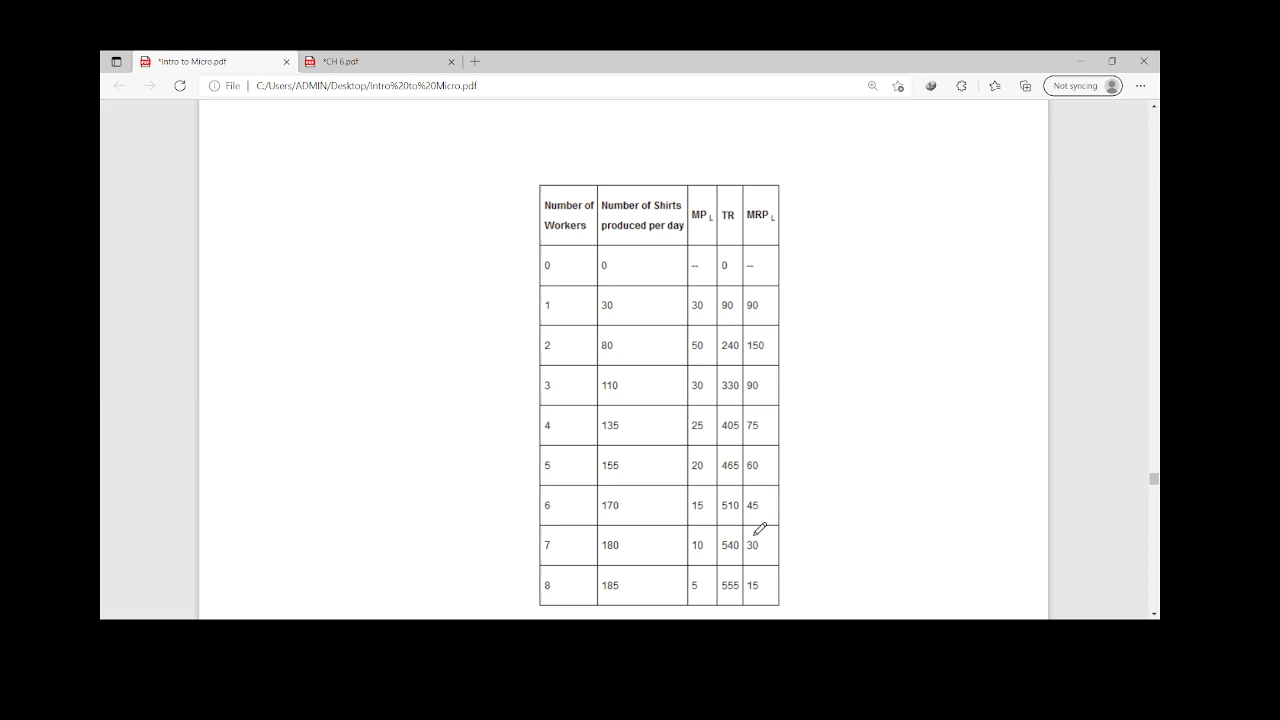 *Intro to Micro.pdf
*CH 6.pdf
File
C:/Users/ADMIN/Desktop/Intro%20to%20Micro.pdf
Not syncing
Number of Workers Number of Shirts produced per day MP L TR MRP L
0 0 -- 0 --
1 30 30 90 90
2 80 50 240 150
3 110 30 330 90
4 135 25 405 75
5 155 20 465 60
6 170 15 510 45
7 180 10 540 30
8 185 5 555 15